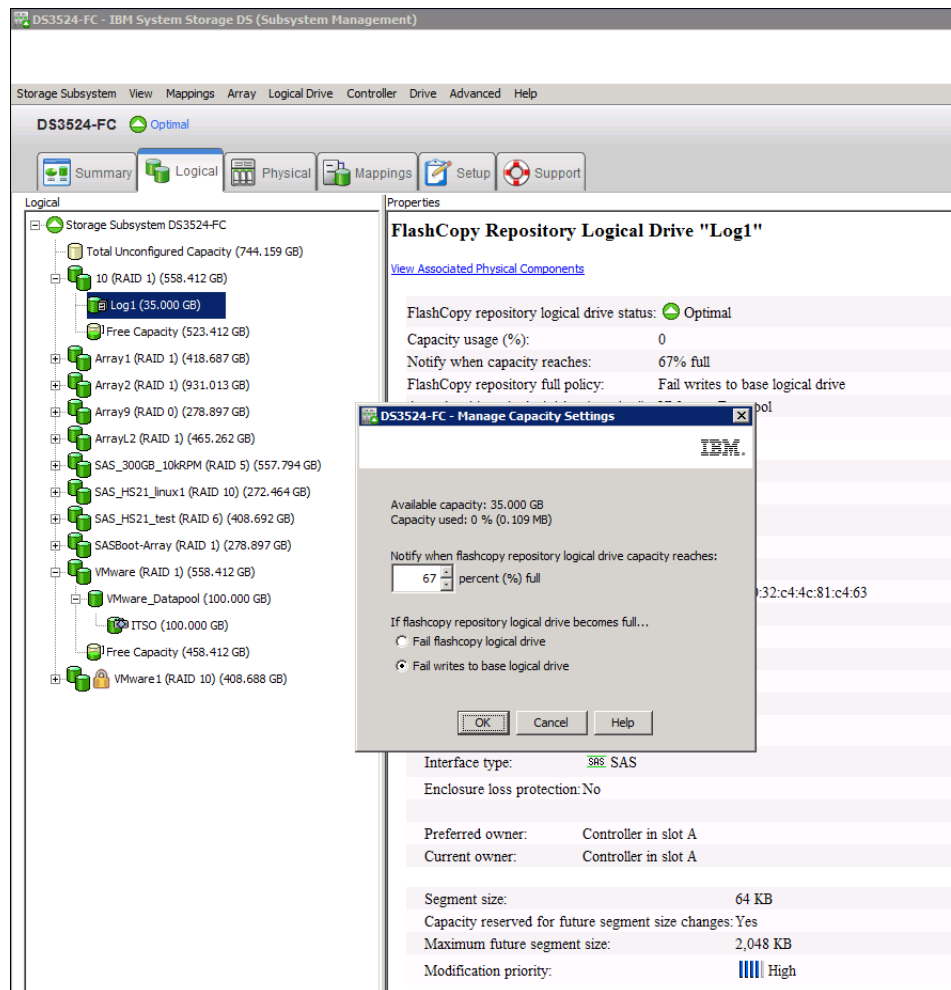 DS3524-FC - IBM System Storage DS (Subsystem Management)
Storage Subsystem View Mappings Array Logical Drive Controller Drive Advanced Help
DS3524-FC Optimal
Summary Logical Physical Mappings Setup Support
Logical
Storage Subsystem DS3524-FC
Total Unconfigured Capacity (744.159 GB)
10 (RAID 1) (558.412 GB)
Log1 (35.000 GB)
Free Capacity (523.412 GB)
Array1 (RAID 1) (418.687 GB)
Array2 (RAID 1) (931.013 GB)
Array9 (RAID 0) (278.897 GB)
ArrayL2 (RAID 1) (465.262 GB)
SAS_300GB_10kRPM (RAID 5) (557.794 GB)
SAS_HS21_linux1 (RAID 10) (272.464 GB)
SAS_HS21_test (RAID 6) (408.692 GB)
SASBoot-Array (RAID 1) (278.897 GB)
VMware (RAID 1) (558.412 GB)
VMware_Datapool (100.000 GB)
ITSO (100.000 GB)
Free Capacity (458.412 GB)
VMware1 (RAID 10) (408.688 GB)
Properties
FlashCopy Repository Logical Drive "Log1"
View Associated Physical Components
FlashCopy repository logical drive status: Optimal
Capacity usage (%): 0
Notify when capacity reaches: 67% full
FlashCopy repository full policy: Fail writes to base logical drive
DS3524-FC - Manage Capacity Settings
IBM.
Available capacity: 35.000 GB
Capacity used: 0 % (0.109 MB)
Notify when flashcopy repository logical drive capacity reaches:
67 percent (%) full
If flashcopy repository logical drive becomes full...
Fail flashcopy logical drive
Fail writes to base logical drive
OK Cancel Help
:32:c4:4c:81:c4:63
Interface type: SAS SAS
Enclosure loss protection: No
Preferred owner: Controller in slot A
Current owner: Controller in slot A
Segment size: 64 KB
Capacity reserved for future segment size changes: Yes
Maximum future segment size: 2,048 KB
Modification priority: High